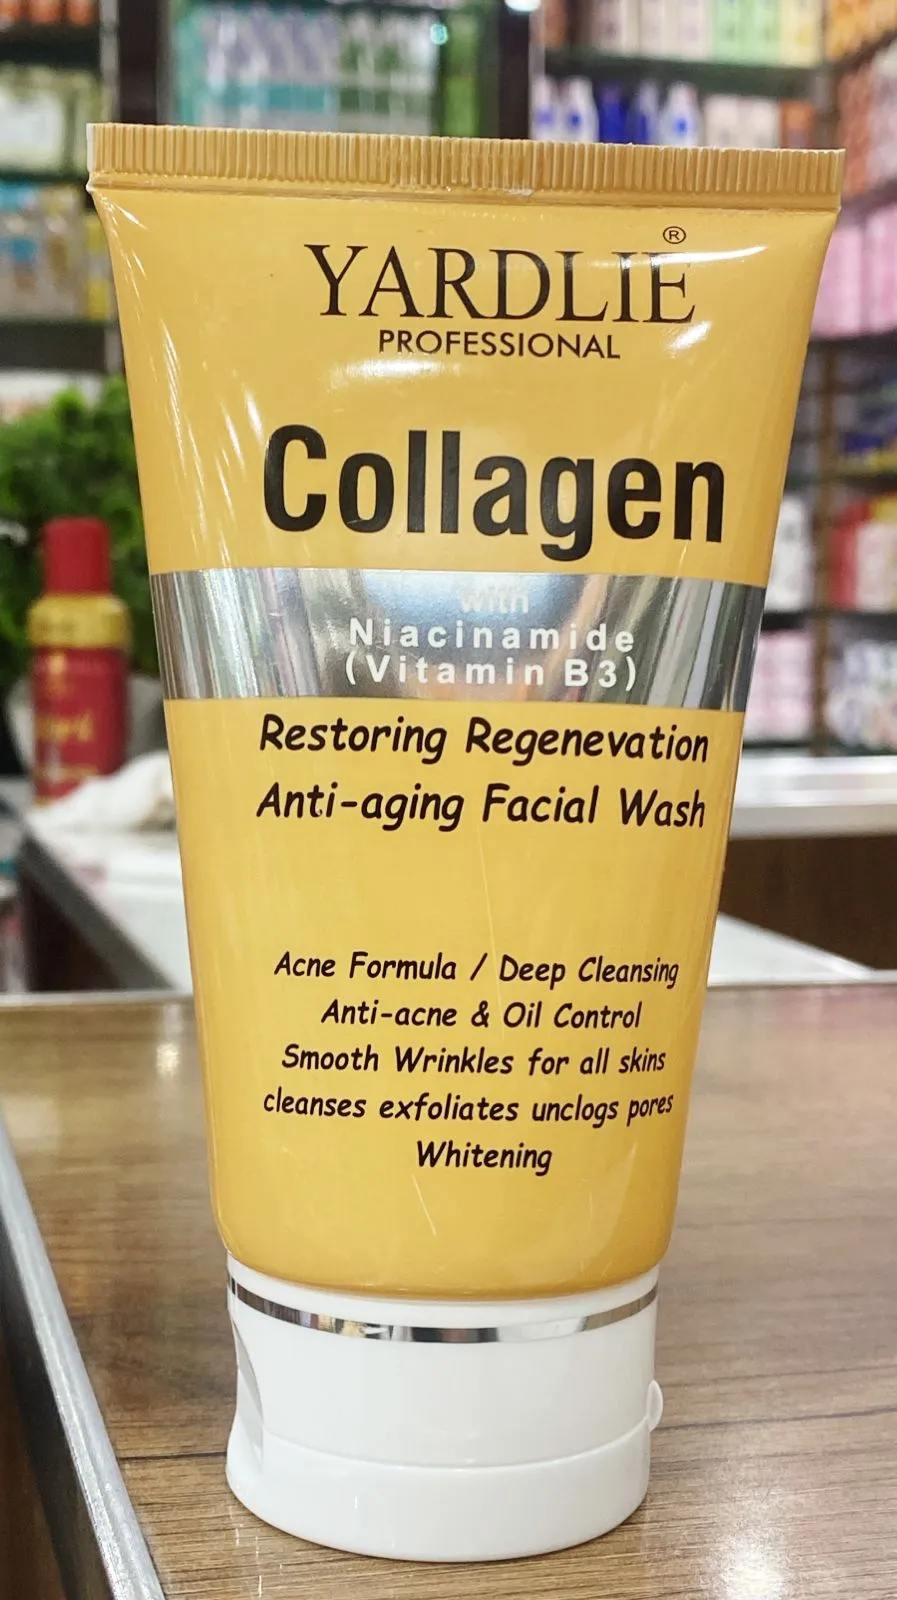 YARDLIE®
PROFESSIONAL
Collagen
with
Niacinamide
(Vitamin B3)
Restoring Regenevation
Anti-aging Facial Wash
Acne Formula / Deep Cleansing
Anti-acne & Oil Control
Smooth Wrinkles for all skins
cleanses exfoliates unclogs pores
Whitening